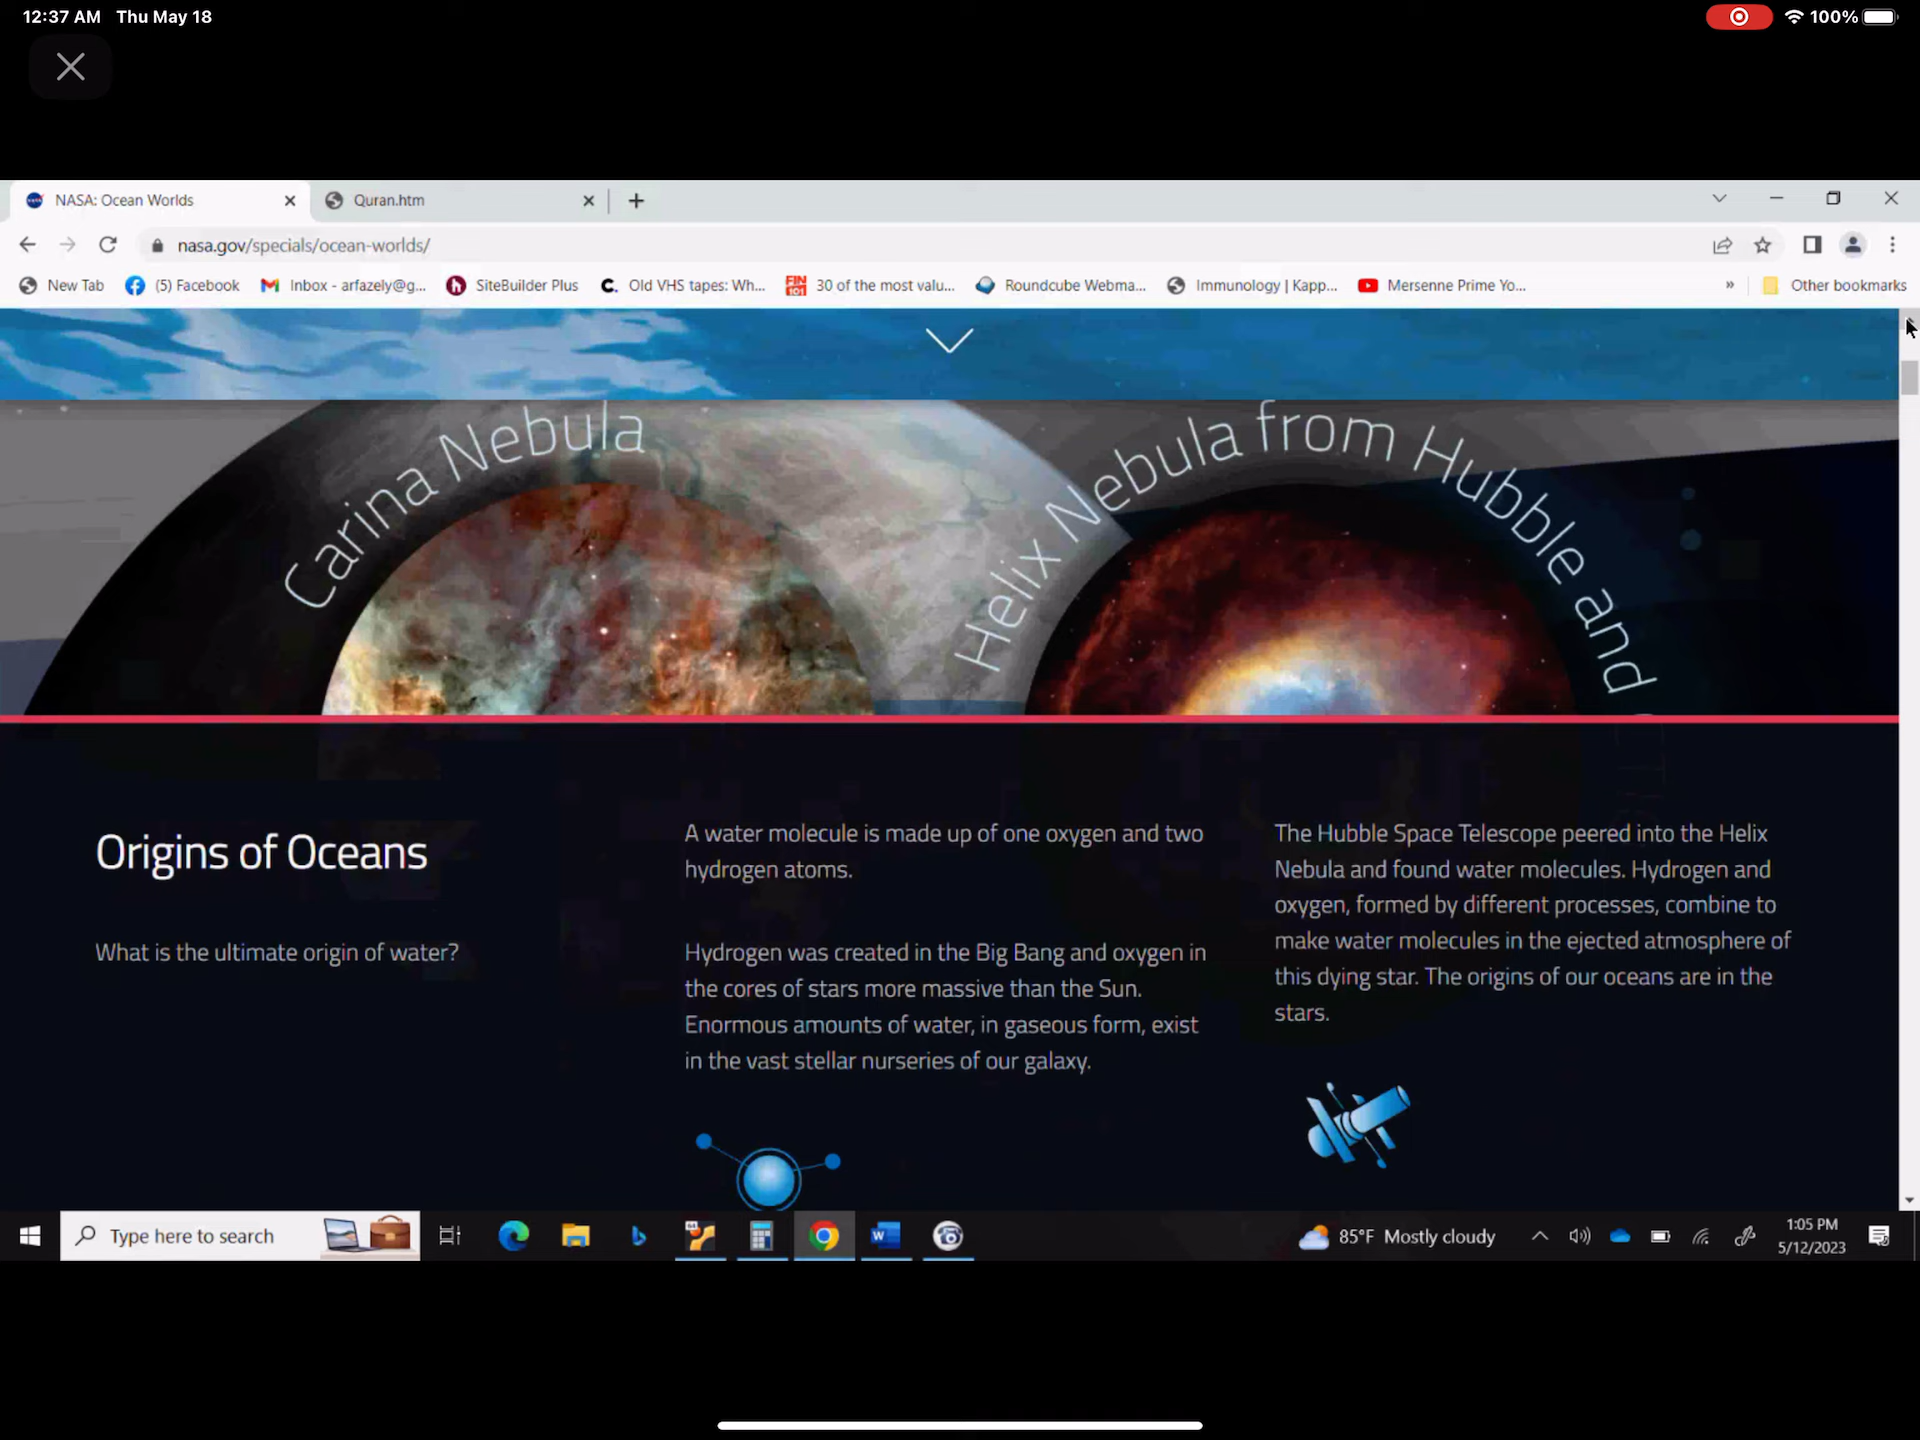 12:37 AM Thu May 18
100%
NASA: Ocean Worlds
Quran.htm
nasa.gov/specials/ocean-worlds/
New Tab
(5) Facebook
Inbox - arfazely@g...
SiteBuilder Plus
Old VHS tapes: Wh...
FIN 101
30 of the most valu...
Roundcube Webma...
Immunology | Kapp...
Mersenne Prime Yo...
»
Other bookmarks
Carina Nebula
Helix Nebula from Hubble and
Origins of Oceans
What is the ultimate origin of water?
A water molecule is made up of one oxygen and two
hydrogen atoms.
Hydrogen was created in the Big Bang and oxygen in
the cores of stars more massive than the Sun.
Enormous amounts of water, in gaseous form, exist
in the vast stellar nurseries of our galaxy.
The Hubble Space Telescope peered into the Helix
Nebula and found water molecules. Hydrogen and
oxygen, formed by different processes, combine to
make water molecules in the ejected atmosphere of
this dying star. The origins of our oceans are in the
stars.
Type here to search
85°F Mostly cloudy
1:05 PM
5/12/2023